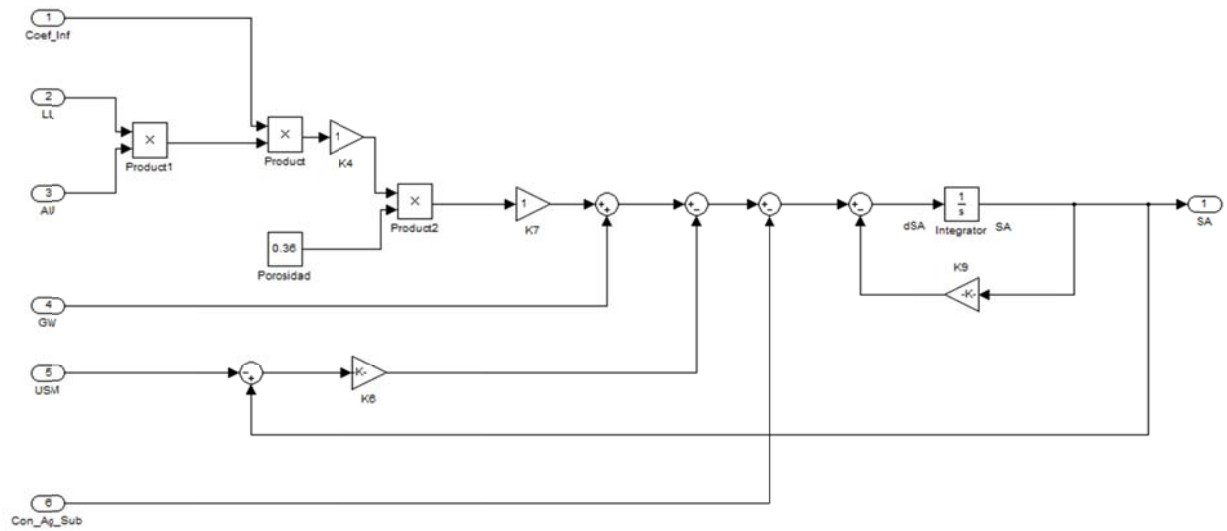 1
Coef_Inf
2
LL
×
Product1
×
Product
1
K4
3
AV
×
Product2
1
K7
0.36
Porosidad
+
+
+
−
+
−
+
−
dSA
1
s
Integrator
SA
1
SA
K9
-K-
4
GW
5
USM
−
+
K-
K6
6
Con_Ag_Sub